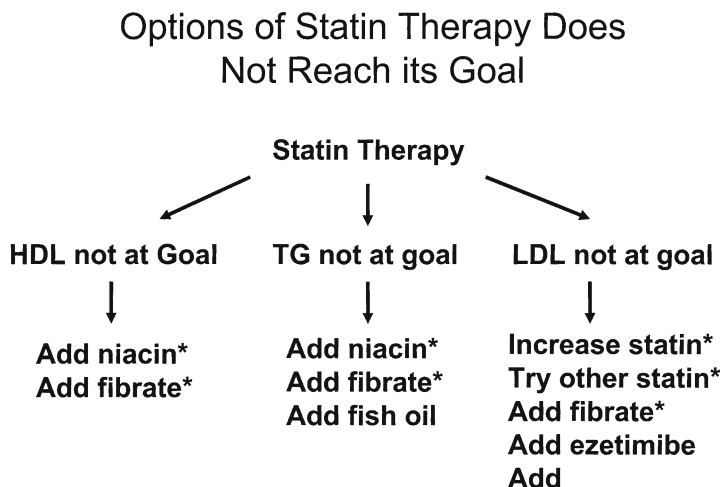 Options of Statin Therapy Does
Not Reach its Goal
Statin Therapy
HDL not at Goal
Add niacin*
Add fibrate*
TG not at goal
Add niacin*
Add fibrate*
Add fish oil
LDL not at goal
Increase statin*
Try other statin*
Add fibrate*
Add ezetimibe
Add